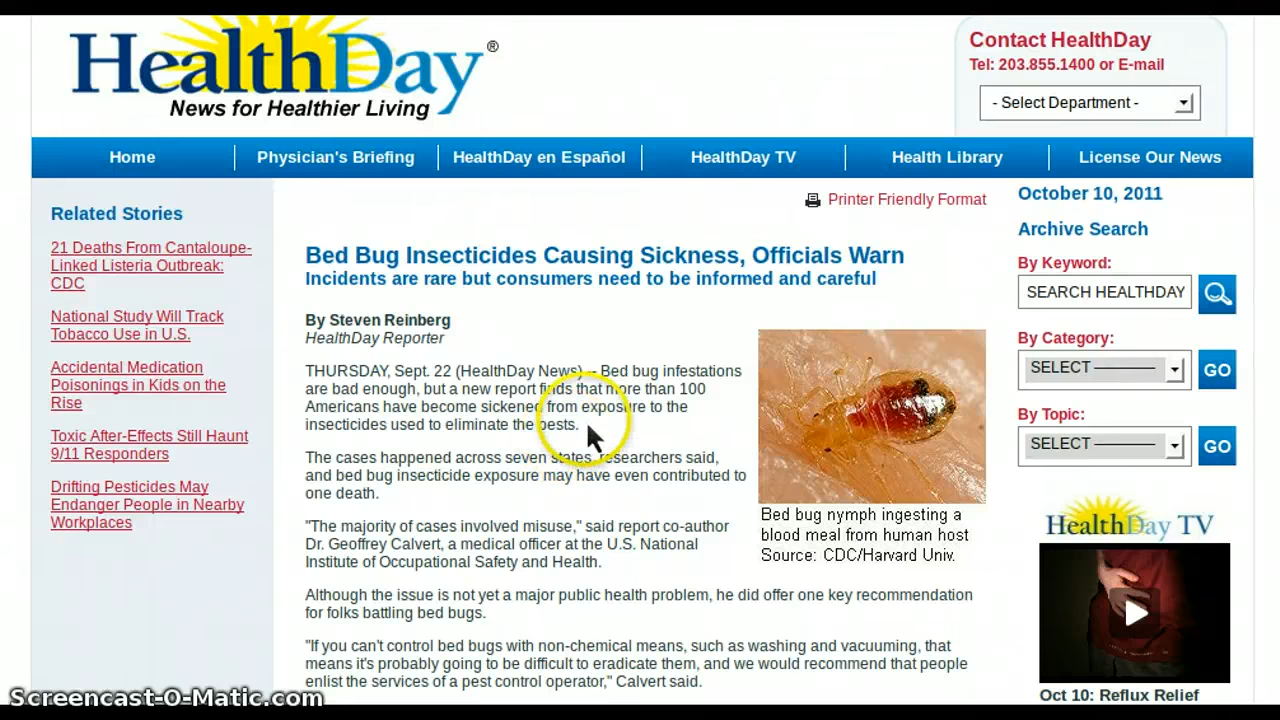 HealthDay®
News for Healthier Living
Contact HealthDay
Tel: 203.855.1400 or E-mail
- Select Department -
Home
Physician's Briefing
HealthDay en Español
HealthDay TV
Health Library
License Our News
Related Stories
21 Deaths From Cantaloupe-
Linked Listeria Outbreak:
CDC
National Study Will Track
Tobacco Use in U.S.
Accidental Medication
Poisonings in Kids on the
Rise
Toxic After-Effects Still Haunt
9/11 Responders
Drifting Pesticides May
Endanger People in Nearby
Workplaces
Printer Friendly Format
Bed Bug Insecticides Causing Sickness, Officials Warn
Incidents are rare but consumers need to be informed and careful
By Steven Reinberg
HealthDay Reporter
THURSDAY, Sept. 22 (HealthDay News) -- Bed bug infestations
are bad enough, but a new report finds that more than 100
Americans have become sickened from exposure to the
insecticides used to eliminate the pests.
The cases happened across seven states, researchers said,
and bed bug insecticide exposure may have even contributed to
one death.
"The majority of cases involved misuse," said report co-author
Dr. Geoffrey Calvert, a medical officer at the U.S. National
Institute of Occupational Safety and Health.
Although the issue is not yet a major public health problem, he did offer one key recommendation
for folks battling bed bugs.
"If you can't control bed bugs with non-chemical means, such as washing and vacuuming, that
means it's probably going to be difficult to eradicate them, and we would recommend that people
enlist the services of a pest control operator," Calvert said.
Bed bug nymph ingesting a
blood meal from human host
Source: CDC/Harvard Univ.
October 10, 2011
Archive Search
By Keyword:
SEARCH HEALTHDAY
By Category:
SELECT ————
GO
By Topic:
SELECT ————
GO
HealthDay TV
Oct 10: Reflux Relief
Screencast-O-Matic.com